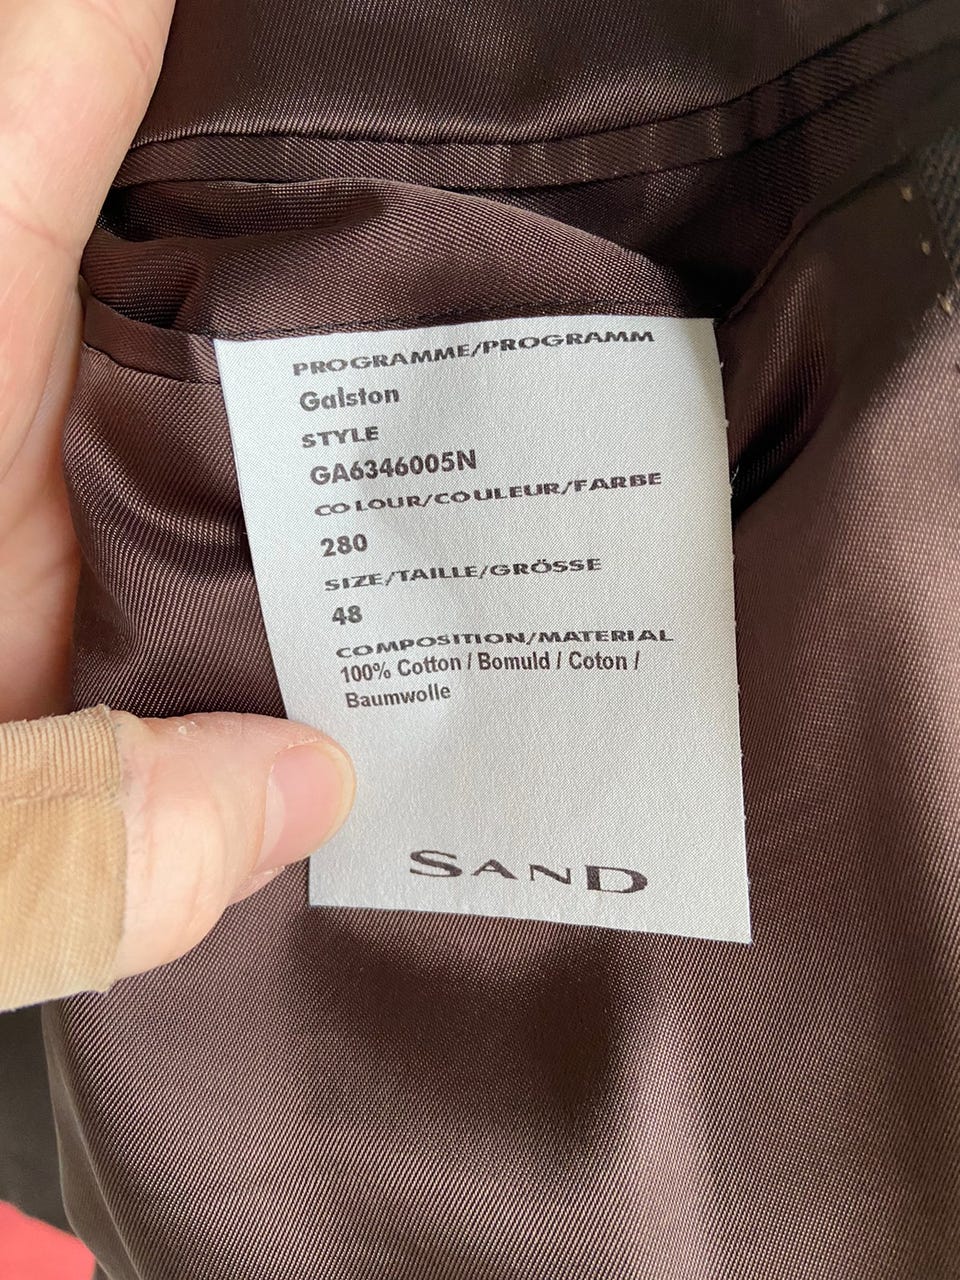 PROGRAMME/PROGRAMM
Galston
STYLE
GA6346005N
COLOUR/COULEUR/FARBE
280
SIZE/TAILLE/GRÖSSE
48
COMPOSITION/MATERIAL
100% Cotton / Bomuld / Coton /
Baumwolle
SAND